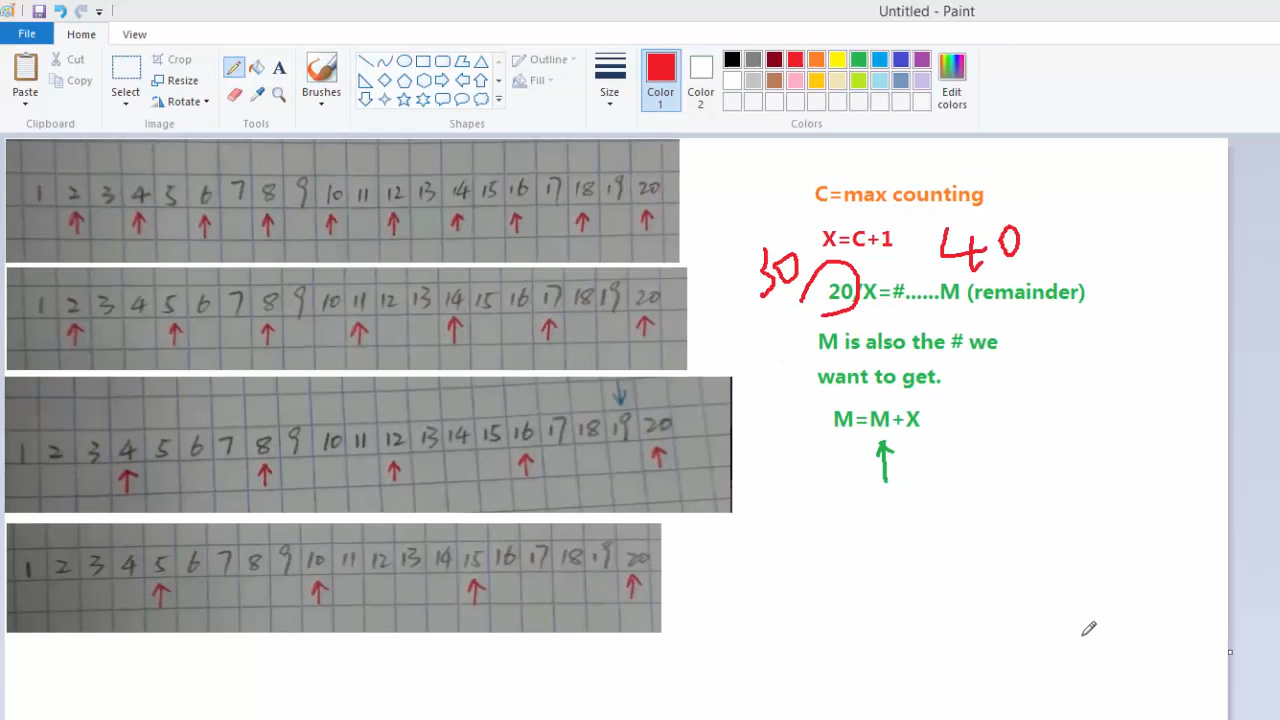 Untitled - Paint
File Home View
Paste
Cut
Copy
Clipboard
Select
Crop
Resize
Rotate
Image
A
Tools
Brushes
Outline
Fill
Shapes
Size
Color 1
Color 2
Edit colors
Colors
1 2 3 4 5 6 7 8 9 10 11 12 13 14 15 16 17 18 19 20
1 2 3 4 5 6 7 8 9 10 11 12 13 14 15 16 17 18 19 20
1 2 3 4 5 6 7 8 9 10 11 12 13 14 15 16 17 18 19 20
1 2 3 4 5 6 7 8 9 10 11 12 13 14 15 16 17 18 19 20
C=max counting
X=C+1 40
30
20/X=#......M (remainder)
M is also the # we
want to get.
M=M+X